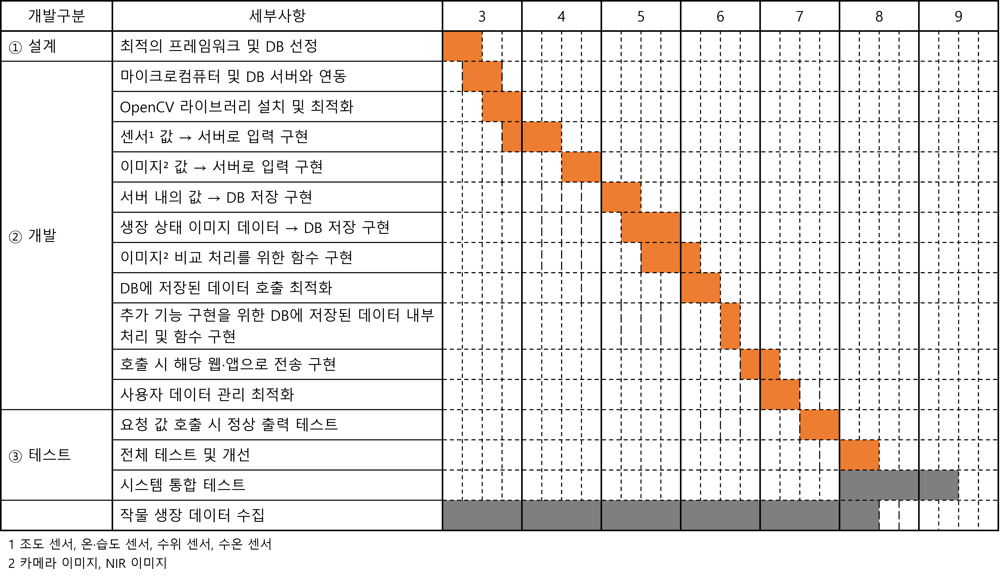 개발구분 세부사항 3 4 5 6 7 8 9
① 설계 최적의 프레임워크 및 DB 선정
마이크로컴퓨터 및 DB 서버와 연동
OpenCV 라이브러리 설치 및 최적화
센서¹ 값 → 서버로 입력 구현
이미지² 값 → 서버로 입력 구현
서버 내의 값 → DB 저장 구현
② 개발 생장 상태 이미지 데이터 → DB 저장 구현
이미지² 비교 처리를 위한 함수 구현
DB에 저장된 데이터 호출 최적화
추가 기능 구현을 위한 DB에 저장된 데이터 내부
처리 및 함수 구현
호출 시 해당 웹·앱으로 전송 구현
사용자 데이터 관리 최적화
요청 값 호출 시 정상 출력 테스트
③ 테스트 전체 테스트 및 개선
시스템 통합 테스트
작물 생장 데이터 수집
1 조도 센서, 온·습도 센서, 수위 센서, 수온 센서
2 카메라 이미지, NIR 이미지